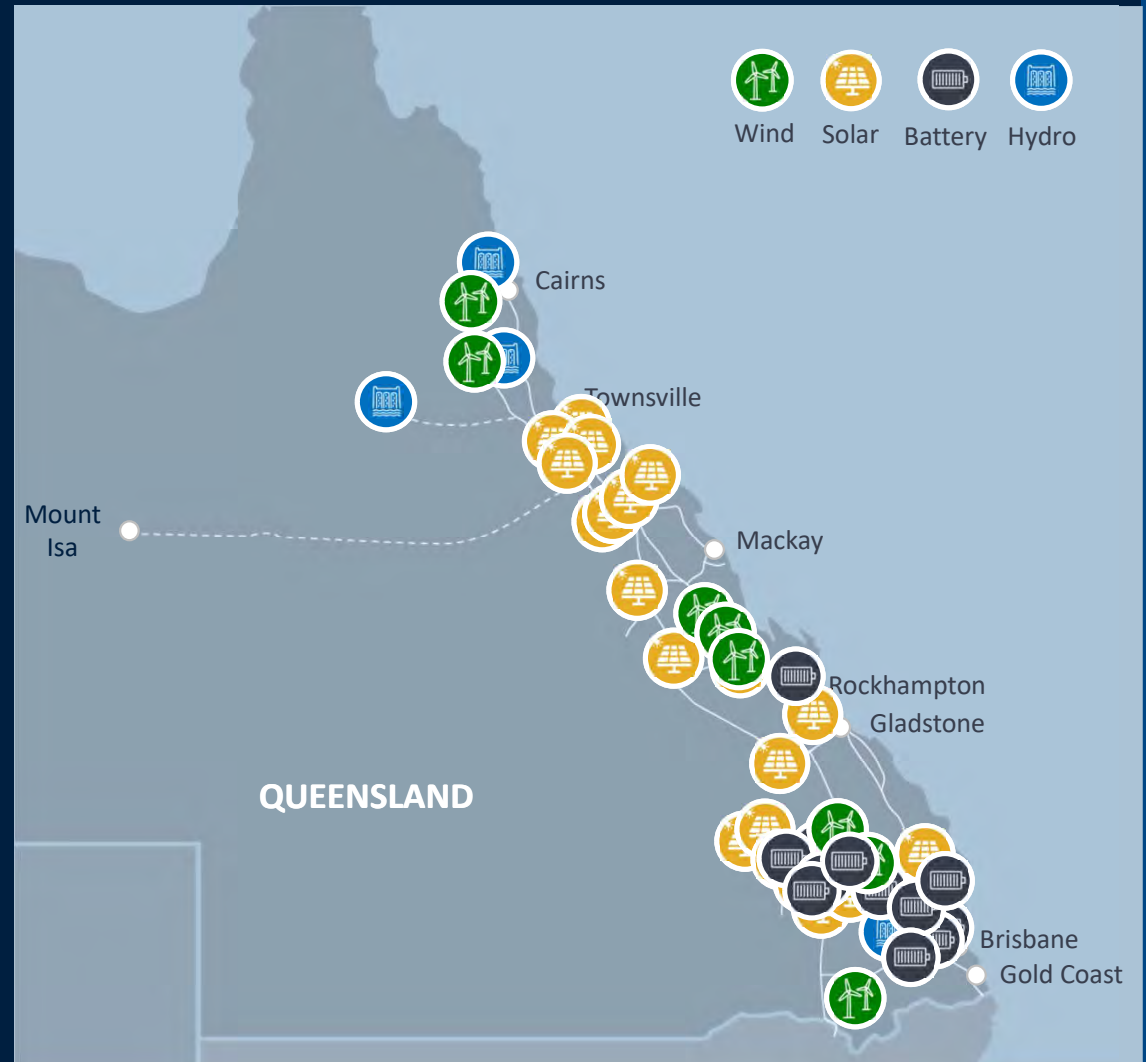 Wind
Solar
Battery
Hydro
Cairns
Townsville
Mount
Isa
Mackay
Rockhampton
Gladstone
QUEENSLAND
Brisbane
Gold Coast